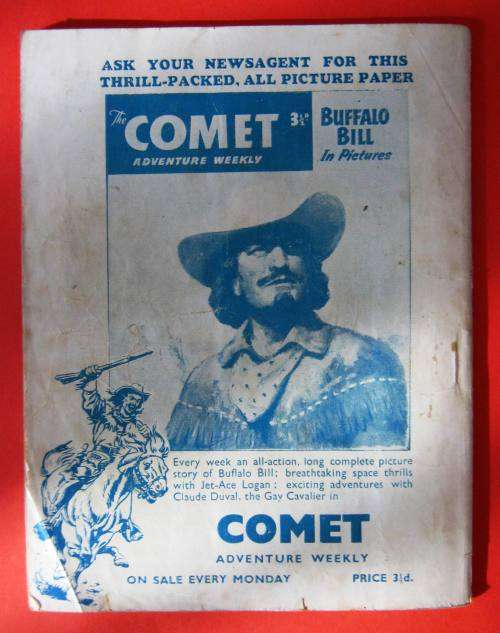 ASK YOUR NEWSAGENT FOR THIS
THRILL-PACKED, ALL PICTURE PAPER
The COMET 3½D
ADVENTURE WEEKLY
BUFFALO
BILL
In Pictures
Every week an all-action, long complete picture
story of Buffalo Bill; breathtaking space thrills
with Jet-Ace Logan; exciting adventures with
Claude Duval, the Gay Cavalier in
COMET
ADVENTURE WEEKLY
ON SALE EVERY MONDAY PRICE 3½d.